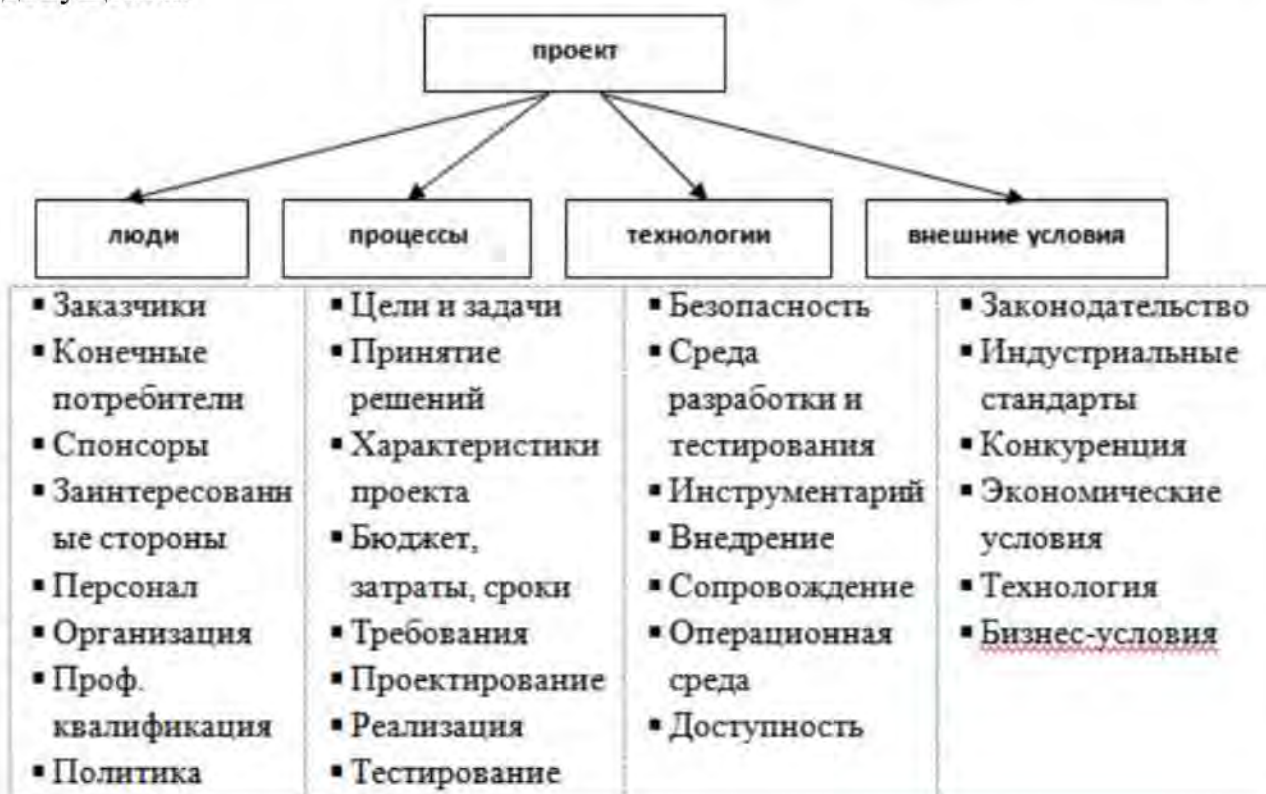 проект
люди
процессы
технологии
внешние условия
▪ Заказчики
▪ Конечные
потребители
▪ Спонсоры
▪ Заинтересованн
ые стороны
▪ Персонал
▪ Организация
▪ Проф.
квалификация
▪ Политика
▪ Цели и задачи
▪ Принятие
решений
▪ Характеристики
проекта
▪ Бюджет,
затраты, сроки
▪ Требования
▪ Проектирование
▪ Реализация
▪ Тестирование
▪ Безопасность
▪ Среда
разработки и
тестирования
▪ Инструментарий
▪ Внедрение
▪ Сопровождение
▪ Операционная
среда
▪ Доступность
▪ Законодательство
▪ Индустриальные
стандарты
▪ Конкуренция
▪ Экономические
условия
▪ Технология
▪ Бизнес-условия